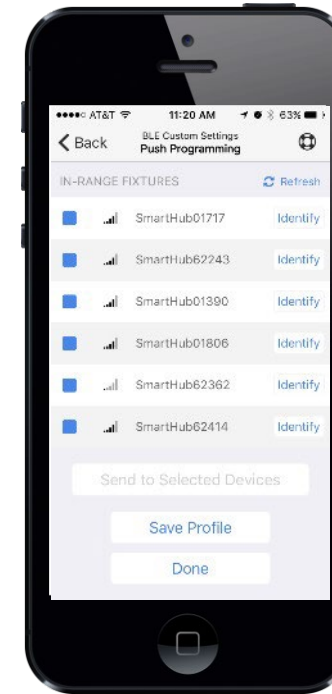 AT&T 11:20 AM 63%
Back BLE Custom Settings
Push Programming
IN-RANGE FIXTURES Refresh
SmartHub01717 Identify
SmartHub62243 Identify
SmartHub01390 Identify
SmartHub01806 Identify
SmartHub62362 Identify
SmartHub62414 Identify
Send to Selected Devices
Save Profile
Done